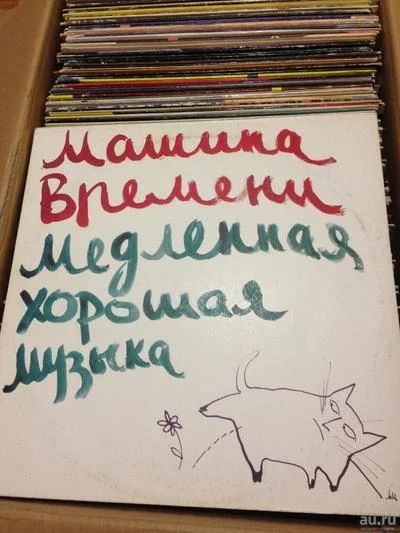 Машина
Времени
медленная
хорошая
музыка
au.ru